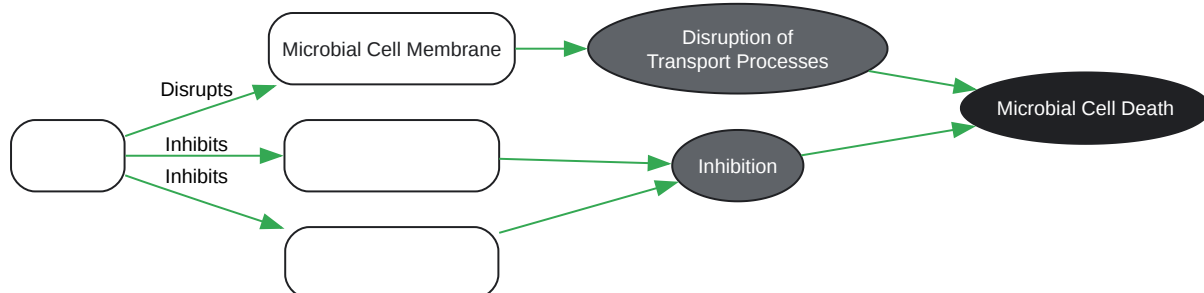 Microbial Cell Membrane
Disruption of
Transport Processes
Disrupts
Microbial Cell Death
Inhibits
Inhibition
Inhibits